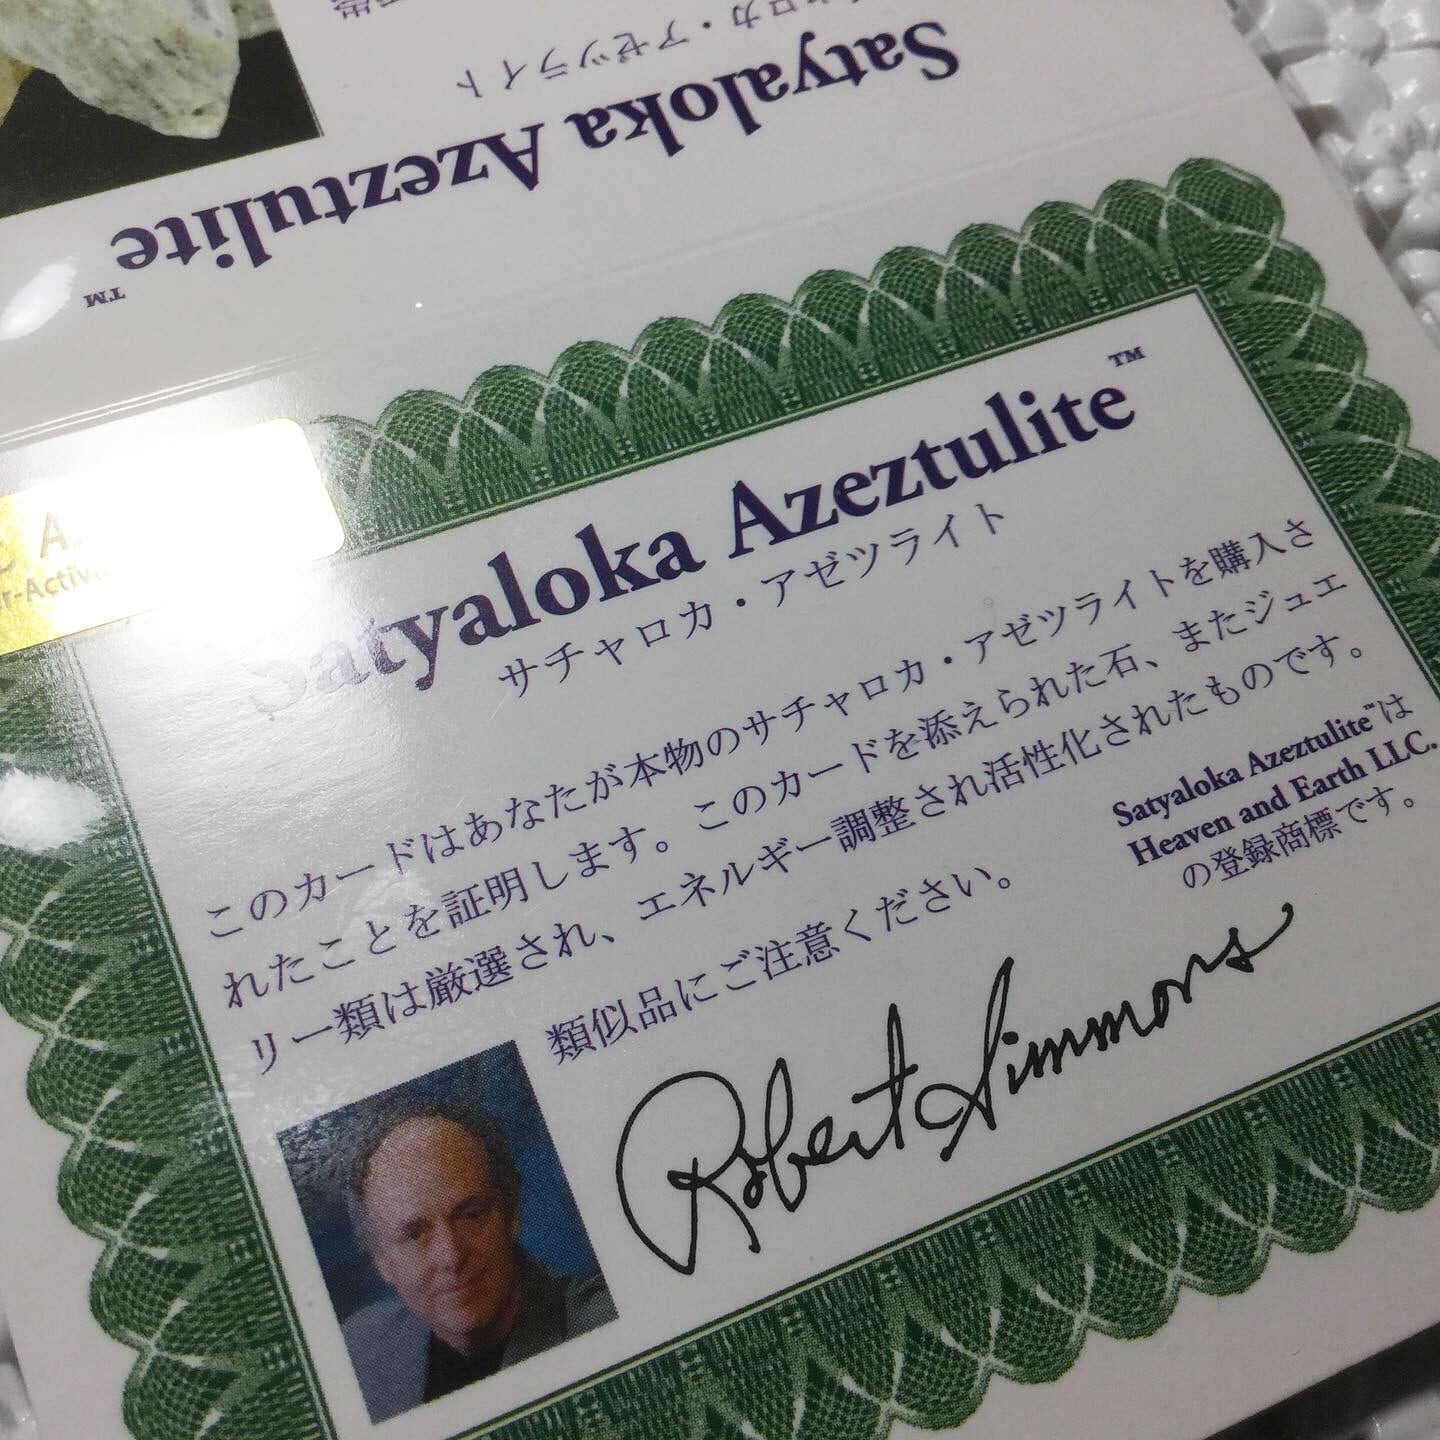 サチャロカ・アゼツライト
Satyaloka Azeztulite™
Satyaloka Azeztulite™
サチャロカ・アゼツライト
このカードはあなたが本物のサチャロカ・アゼツライトを購入さ
れたことを証明します。このカードを添えられた石、またジュエ
リー類は厳選され、エネルギー調整され活性化されたものです。
類似品にご注意ください。
Satyaloka Azeztulite™は
Heaven and Earth LLC.
の登録商標です。
Robert Simmons